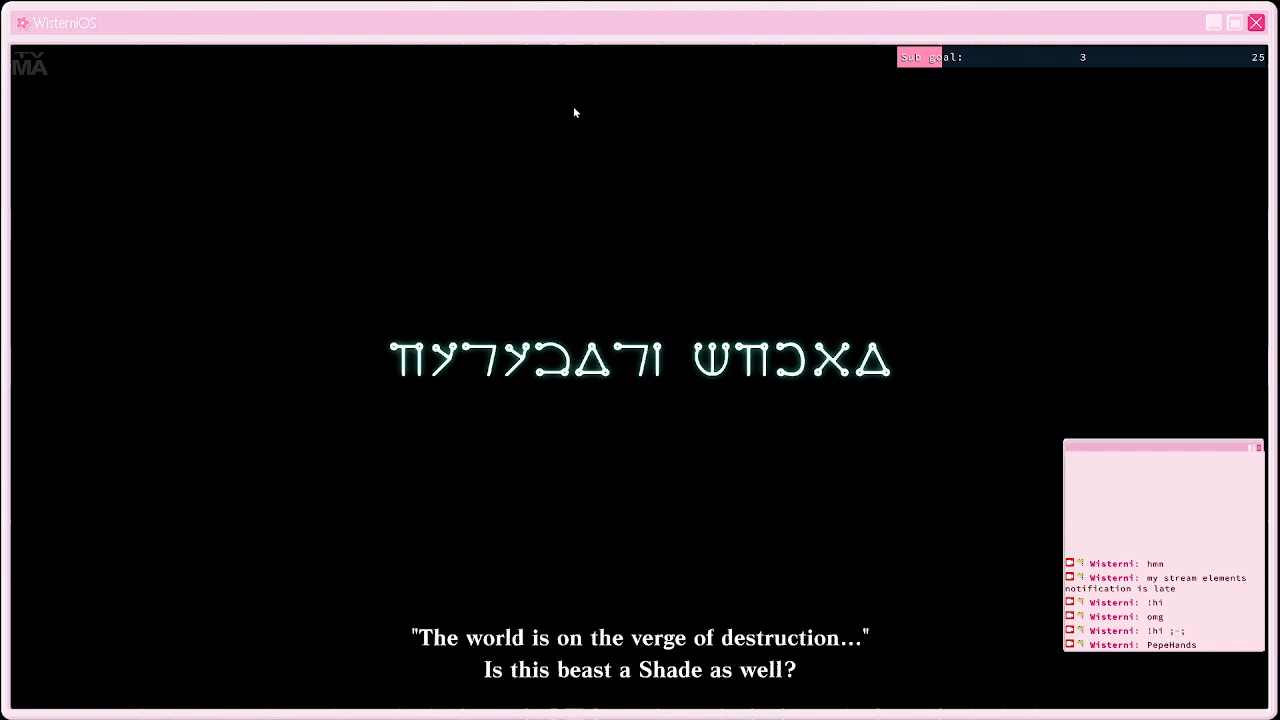 WisterniOS
TV
MA
Sub goal: 3 25
"The world is on the verge of destruction..."
Is this beast a Shade as well?
Wisterni: hmm
Wisterni: my stream elements
notification is late
Wisterni: !hi
Wisterni: omg
Wisterni: !hi ;-;
Wisterni: PepeHands